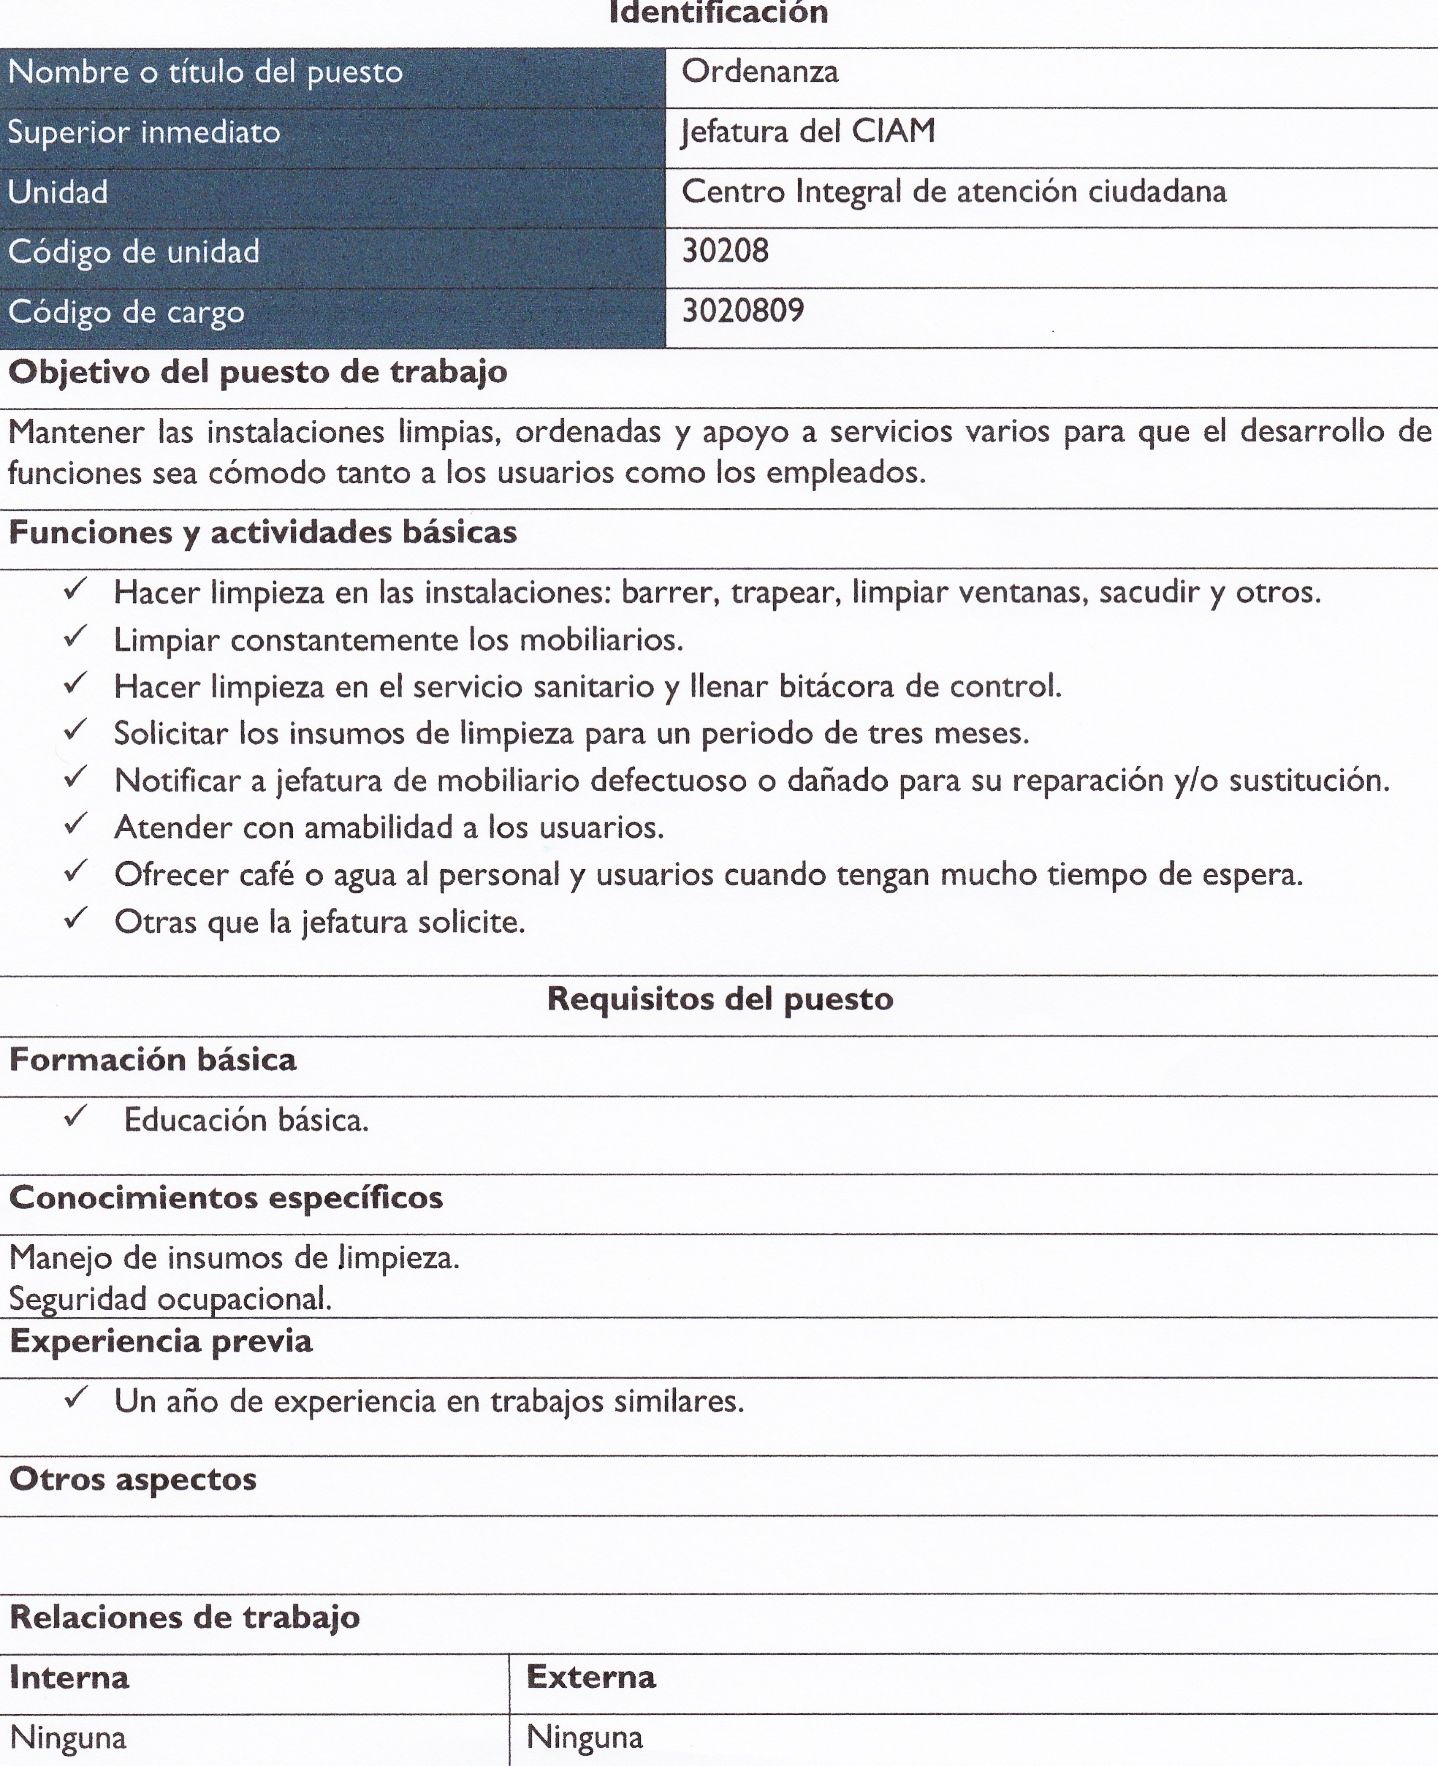 Identificación
Nombre o título del puesto Ordenanza
Superior inmediato Jefatura del CIAM
Unidad Centro Integral de atención ciudadana
Código de unidad 30208
Código de cargo 3020809
Objetivo del puesto de trabajo
Mantener las instalaciones limpias, ordenadas y apoyo a servicios varios para que el desarrollo de
funciones sea cómodo tanto a los usuarios como los empleados.
Funciones y actividades básicas
✓ Hacer limpieza en las instalaciones: barrer, trapear, limpiar ventanas, sacudir y otros.
✓ Limpiar constantemente los mobiliarios.
✓ Hacer limpieza en el servicio sanitario y llenar bitácora de control.
✓ Solicitar los insumos de limpieza para un periodo de tres meses.
✓ Notificar a jefatura de mobiliario defectuoso o dañado para su reparación y/o sustitución.
✓ Atender con amabilidad a los usuarios.
✓ Ofrecer café o agua al personal y usuarios cuando tengan mucho tiempo de espera.
✓ Otras que la jefatura solicite.
Requisitos del puesto
Formación básica
✓ Educación básica.
Conocimientos específicos
Manejo de insumos de limpieza.
Seguridad ocupacional.
Experiencia previa
✓ Un año de experiencia en trabajos similares.
Otros aspectos
Relaciones de trabajo
Interna Externa
Ninguna Ninguna